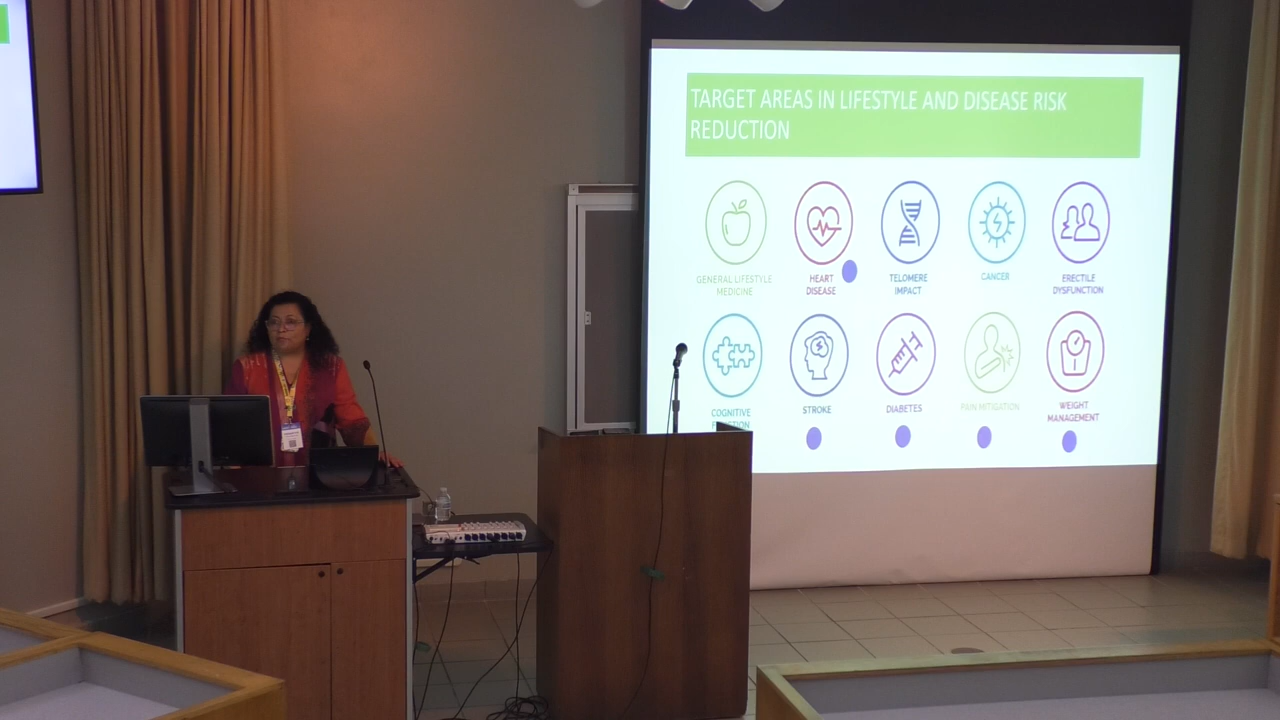 TARGET AREAS IN LIFESTYLE AND DISEASE RISK
REDUCTION
GENERAL LIFESTYLE
MEDICINE
HEART
DISEASE
TELOMERE
IMPACT
CANCER
ERECTILE
DYSFUNCTION
COGNITIVE
FUNCTION
STROKE
DIABETES
PAIN MITIGATION
WEIGHT
MANAGEMENT